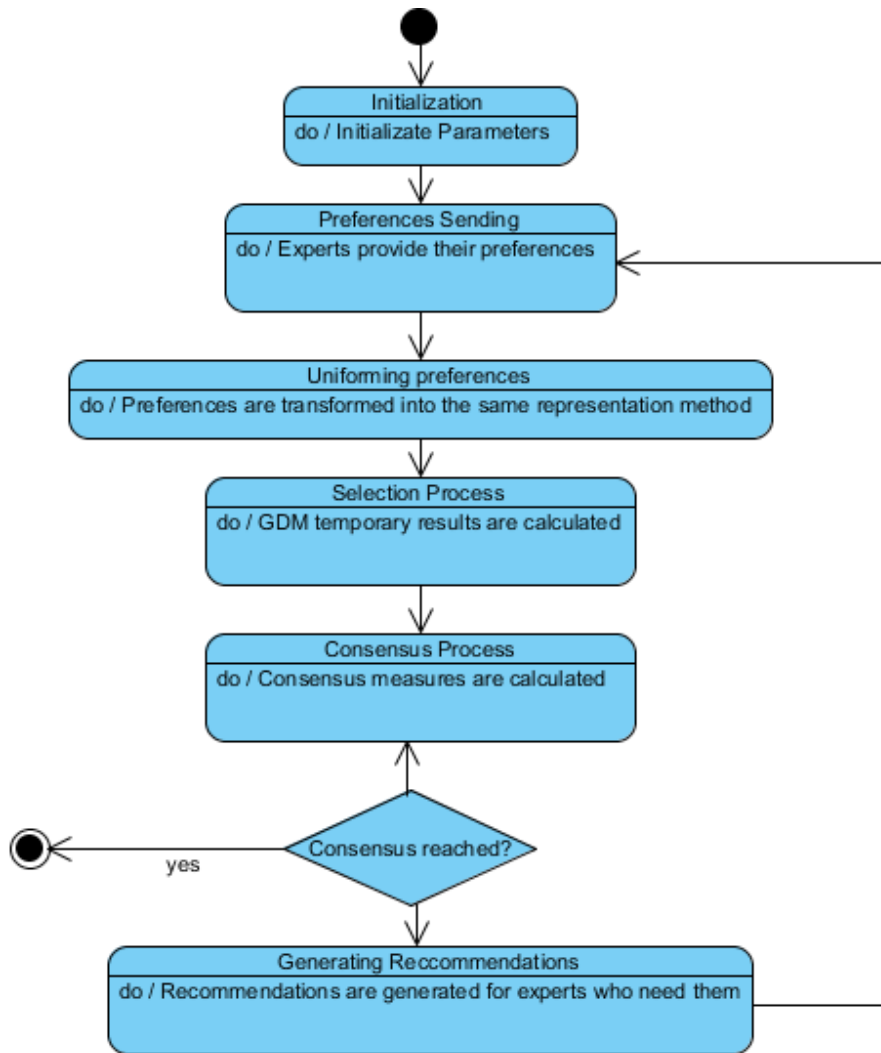 Initialization
do / Initializate Parameters
Preferences Sending
do / Experts provide their preferences
Uniforming preferences
do / Preferences are transformed into the same representation method
Selection Process
do / GDM temporary results are calculated
Consensus Process
do / Consensus measures are calculated
Consensus reached?
yes
Generating Reccommendations
do / Recommendations are generated for experts who need them